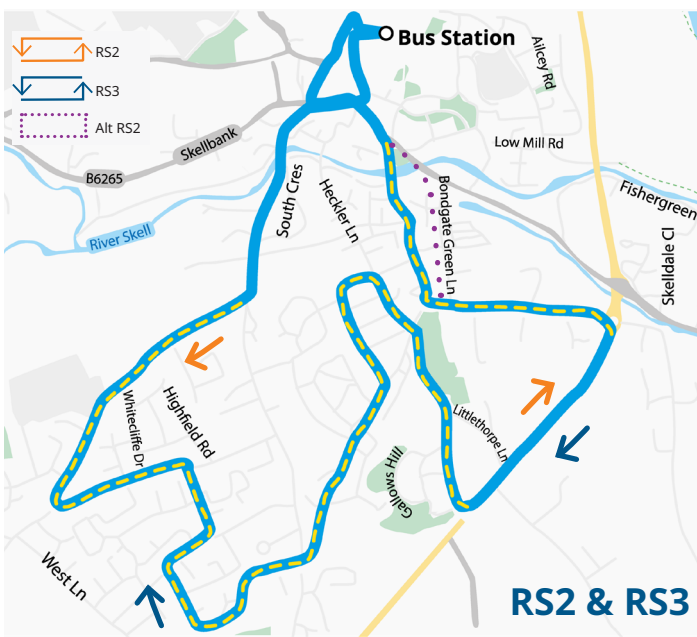 Bus Station
RS2
RS3
Alt RS2
Ailcey Rd
Low Mill Rd
Skellbank
B6265
South Cres
Heckler Ln
Bondgate Green Ln
Fishergreen
Skelldale Cl
River Skell
Whitecliffe Dr
Highfield Rd
Littlethorpe Ln
Gallows Hill
West Ln
RS2 & RS3